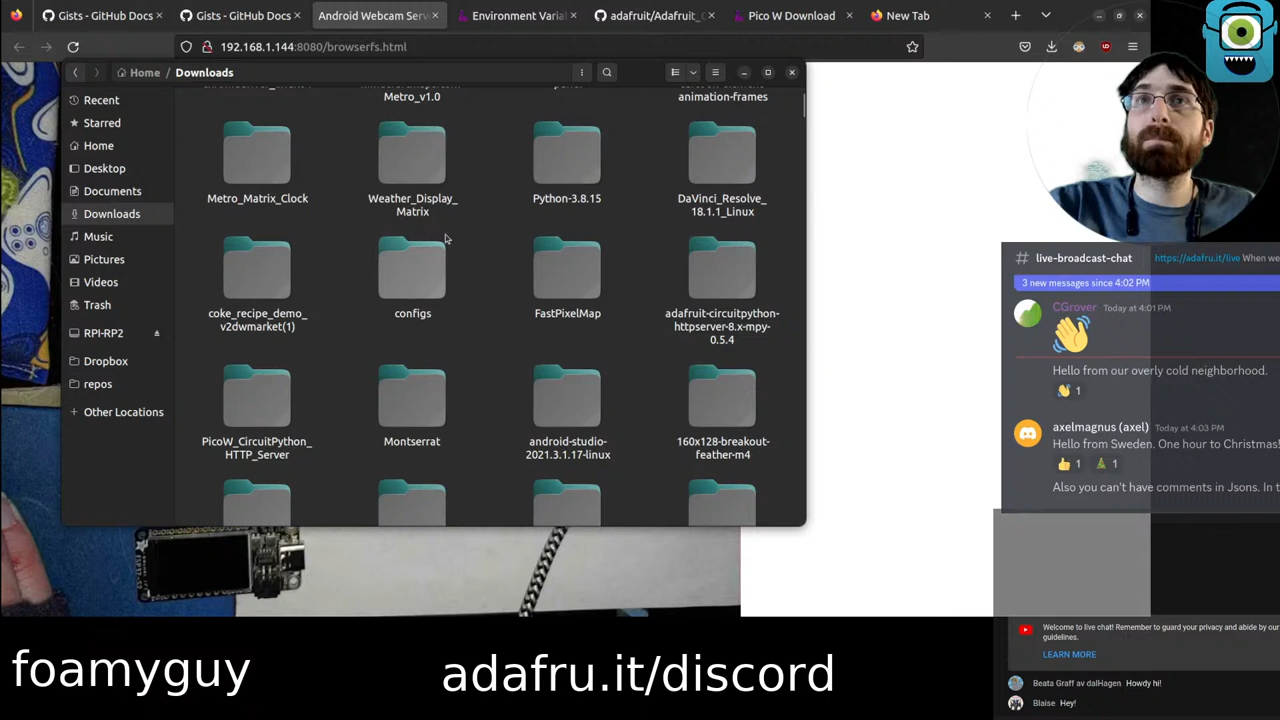 Gists - GitHub Docs
Gists - GitHub Docs
Android Webcam Serv
Environment Varia
adafruit/Adafruit_C
Pico W Download
New Tab
192.168.1.144:8080/browserfs.html
Home / Downloads
Recent
Starred
Home
Desktop
Documents
Downloads
Music
Pictures
Videos
Trash
RPI-RP2
Dropbox
repos
+ Other Locations
Metro_v1.0
animation-frames
Metro_Matrix_Clock
Weather_Display_
Matrix
Python-3.8.15
DaVinci_Resolve_
18.1.1_Linux
coke_recipe_demo_
v2dwmarket(1)
configs
FastPixelMap
adafruit-circuitpython-
httpserver-8.x-mpy-
0.5.4
PicoW_CircuitPython_
HTTP_Server
Montserrat
android-studio-
2021.3.1.17-linux
160x128-breakout-
feather-m4
# live-broadcast-chat
https://adafru.it/live When we
3 new messages since 4:02 PM
CGrover Today at 4:01 PM
Hello from our overly cold neighborhood.
1
axelmagnus (axel) Today at 4:03 PM
Hello from Sweden. One hour to Christmas!
1 1
Also you can't have comments in Jsons. In t
Welcome to live chat! Remember to guard your privacy and abide by our
guidelines.
LEARN MORE
Beata Graff av dalHagen Howdy hi!
Blaise Hey!
foamyguy
adafru.it/discord